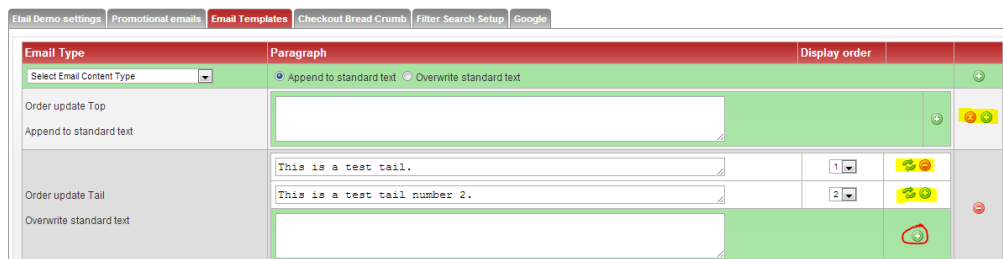 Etail Demo settings Promotional emails Email Templates Checkout Bread Crumb Filter Search Setup Google
Email Type Paragraph Display order
Select Email Content Type Append to standard text Overwrite standard text
Order update Top
Append to standard text
This is a test tail. 1
Order update Tail
This is a test tail number 2. 2
Overwrite standard text